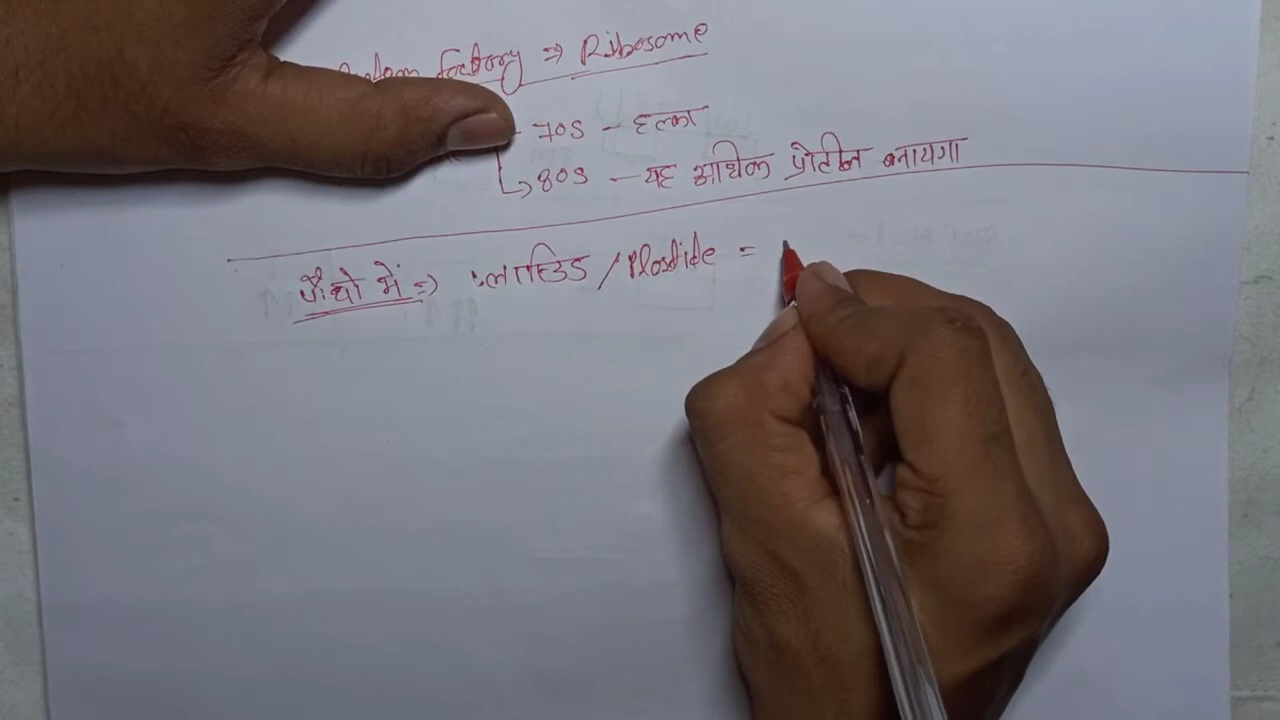 factory ⇒ Ribosome
70S – हल्का
↳ 80S – यह अधिक प्रोटीन बनायगा
पौधो में ⇒ प्लास्टिड / Plastide =